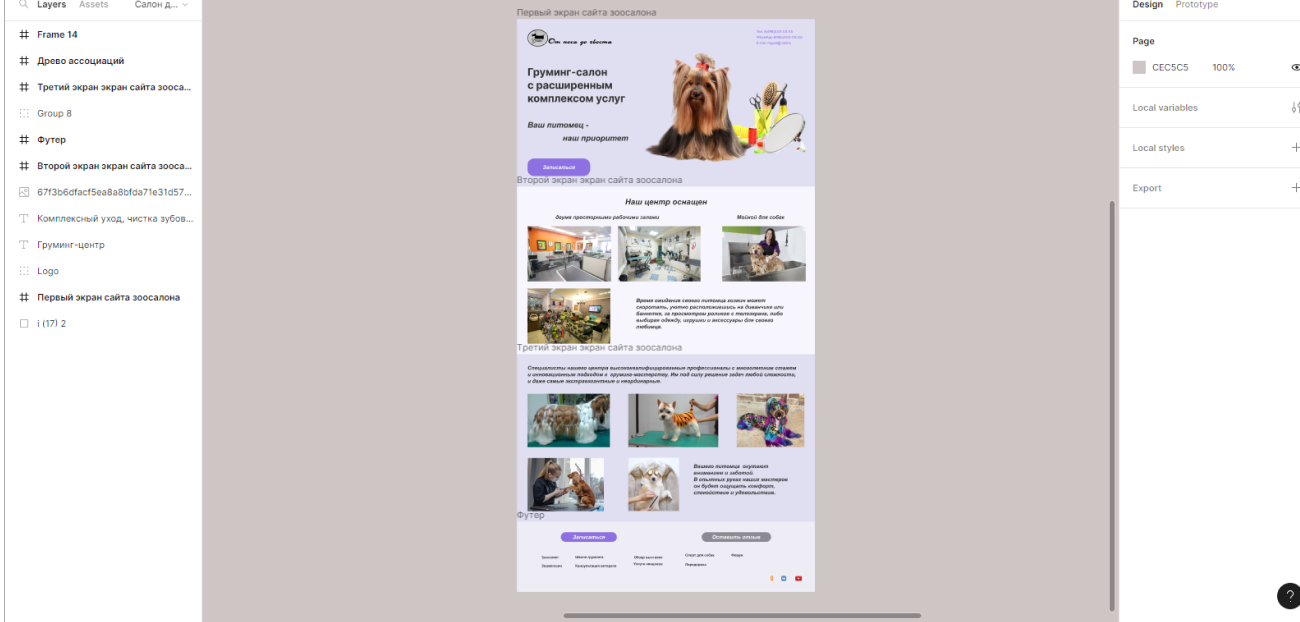 Layers Assets Салон д...
Frame 14
Древо ассоциаций
Третий экран экран сайта зооса...
Group 8
Футер
Второй экран экран сайта зооса...
67f3b6dfacf5ea8a8bfda71e31d57...
Комплексный уход, чистка зубов...
Груминг-центр
Logo
Первый экран сайта зоосалона
i (17) 2
Первый экран сайта зоосалона
От носа до хвоста
Груминг-салон
с расширенным
комплексом услуг
Ваш питомец -
наш приоритет
Записаться
Второй экран экран сайта зоосалона
Наш центр оснащен
двумя просторными рабочими залами
Мойкой для собак
Время ожидания своего питомца хозяин может
скоротать, уютно расположившись на диванчике или
банкетке, за просмотром роликов с телеэкрана, либо
выбирая одежду, игрушки и аксессуары для своего
любимца.
Третий экран экран сайта зоосалона
Специалисты нашего центра высококвалифицированные профессионалы с многолетним стажем
и инновационным подходом к грумине-мастерству. Им под силу решение задач любой сложности,
и даже самые экстравагантные и неординарные.
Вашего питомца окутают
вниманием и заботой.
В опытных руках наших мастеров
он будет ощущать комфорт,
спокойствие и удовольствие.
Футер
Записаться
Оставить отзыв
Design Prototype
Page
CEC5C5 100%
Local variables
Local styles
Export
?